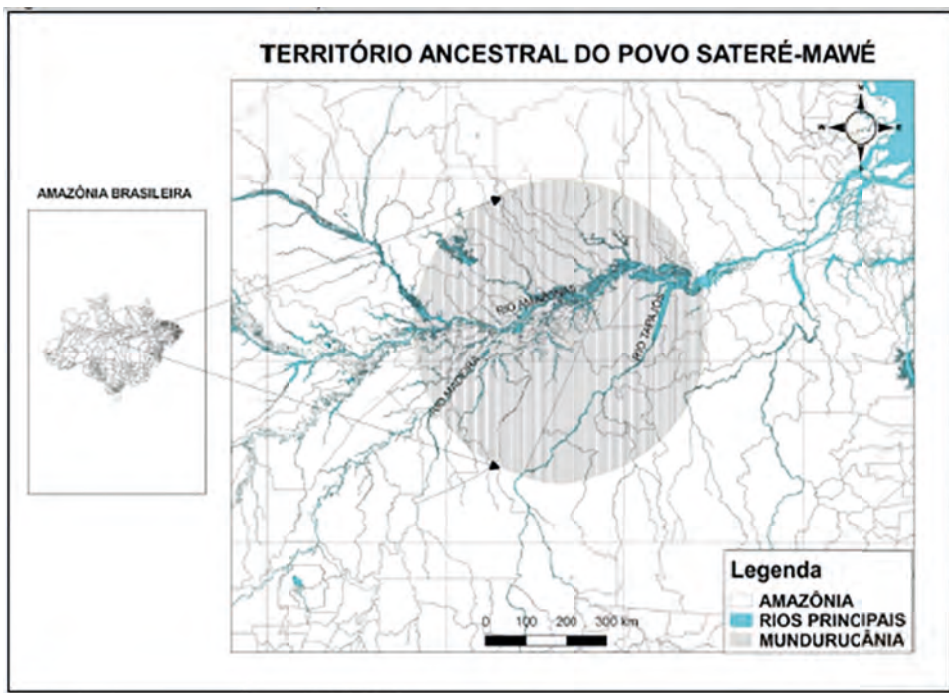 TERRITÓRIO ANCESTRAL DO POVO SATERÉ-MAWÉ
AMAZÔNIA BRASILEIRA
RIO AMAZONAS
RIO TAPAJÓS
RIO MADEIRA
Legenda
AMAZÔNIA
RIOS PRINCIPAIS
MUNDURUCÂNIA
0 100 200 300 km